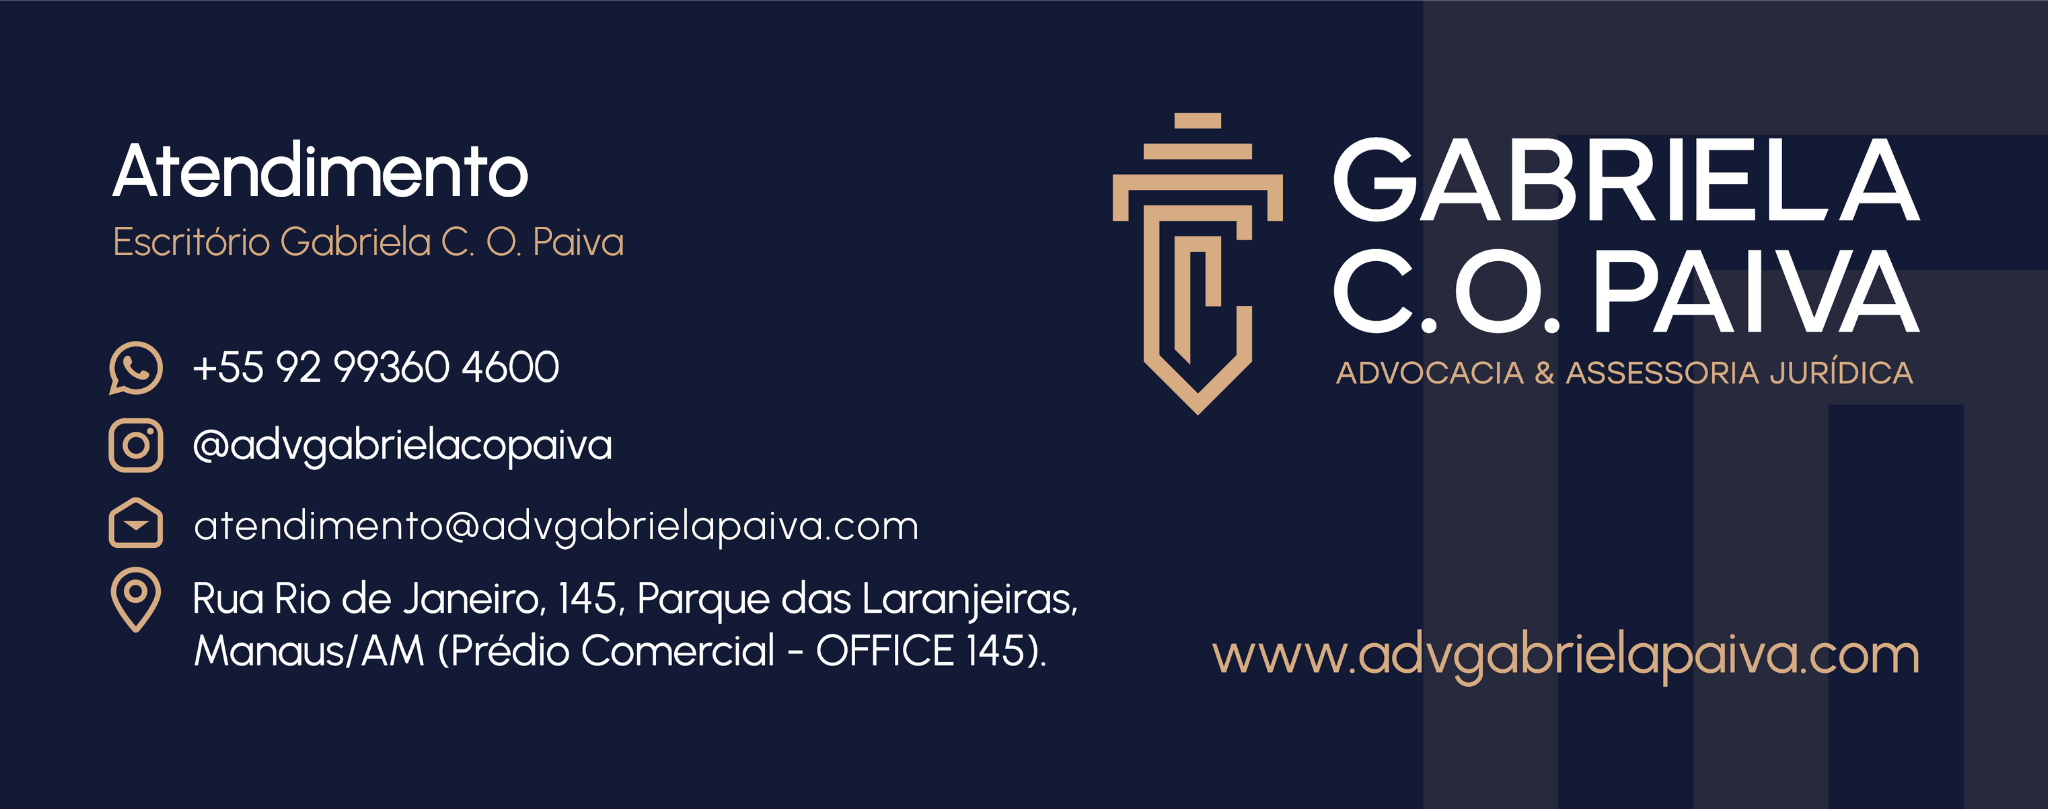 Atendimento
Escritório Gabriela C. O. Paiva
+55 92 99360 4600
@advgabrielacopaiva
atendimento@advgabrielapaiva.com
Rua Rio de Janeiro, 145, Parque das Laranjeiras,
Manaus/AM (Prédio Comercial - OFFICE 145).
GABRIELA
C.O. PAIVA
ADVOCACIA & ASSESSORIA JURÍDICA
www.advgabrielapaiva.com